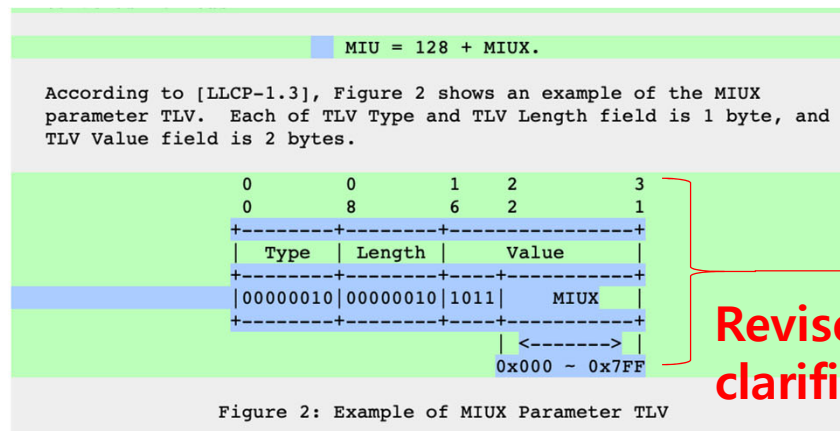 MIU = 128 + MIUX.
According to [LLCP-1.3], Figure 2 shows an example of the MIUX
parameter TLV.  Each of TLV Type and TLV Length field is 1 byte, and
TLV Value field is 2 bytes.
0          0          1     2             3
0          8          6     2             1
+--------+--------+----------------+
|  Type  | Length |      Value      |
+--------+--------+----+------------+
|00000010|00000010|1011|     MIUX    |
+--------+--------+----+------------+
| <-------> |
0x000 ~ 0x7FF
Figure 2: Example of MIUX Parameter TLV